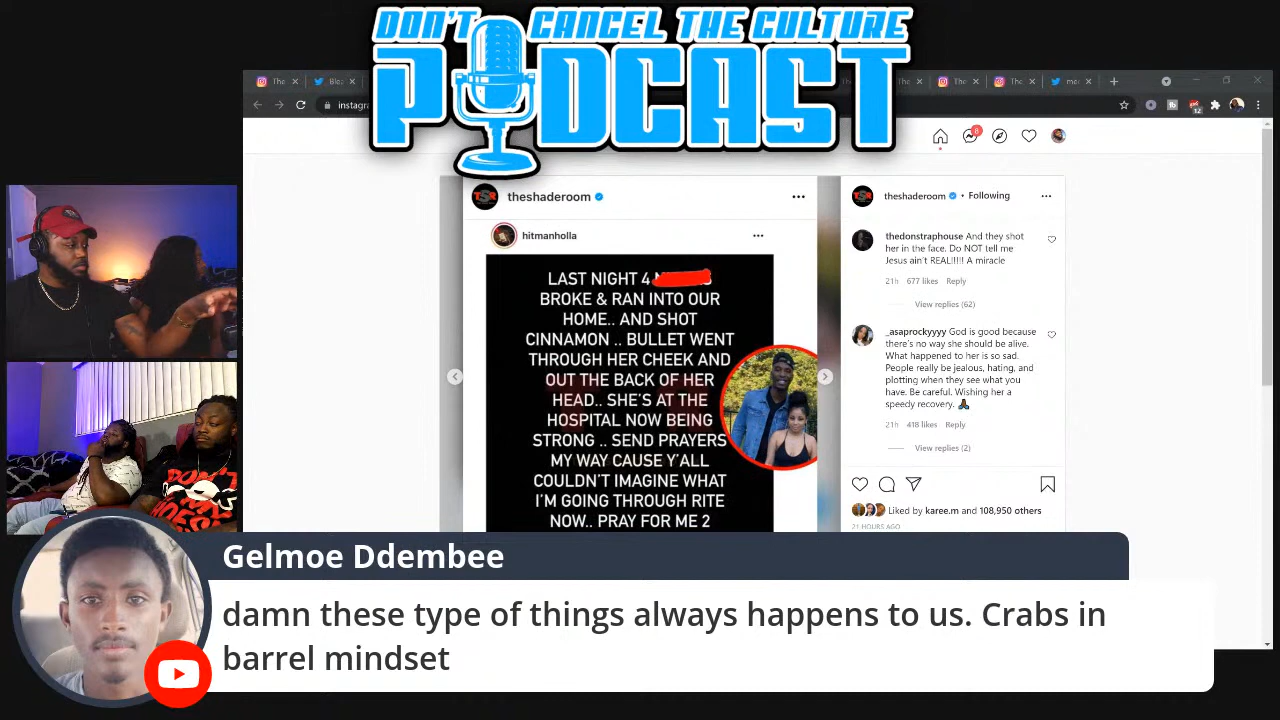 DON'T CANCEL THE CULTURE
PODCAST
instagra
theshaderoom
hitmanholla
LAST NIGHT 4
BROKE & RAN INTO OUR
HOME.. AND SHOT
CINNAMON .. BULLET WENT
THROUGH HER CHEEK AND
OUT THE BACK OF HER
HEAD.. SHE'S AT THE
HOSPITAL NOW BEING
STRONG .. SEND PRAYERS
MY WAY CAUSE Y'ALL
COULDN'T IMAGINE WHAT
I'M GOING THROUGH RITE
NOW.. PRAY FOR ME 2
theshaderoom • Following
thedonstraphouse And they shot
her in the face. Do NOT tell me
Jesus ain't REAL!!!!! A miracle
21h 677 likes Reply
View replies (62)
_asaprockyyyy God is good because
there's no way she should be alive.
What happened to her is so sad.
People really be jealous, hating, and
plotting when they see what you
have. Be careful. Wishing her a
speedy recovery. 🙏🏾
21h 418 likes Reply
View replies (2)
Liked by karee.m and 108,950 others
21 HOURS AGO
Gelmoe Ddembee
damn these type of things always happens to us. Crabs in
barrel mindset